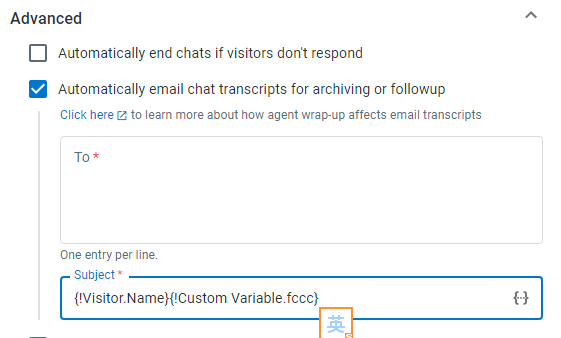 Advanced
Automatically end chats if visitors don't respond
Automatically email chat transcripts for archiving or followup
Click here to learn more about how agent wrap-up affects email transcripts
To *
One entry per line.
Subject *
{!Visitor.Name}{!Custom Variable.fccc}
英